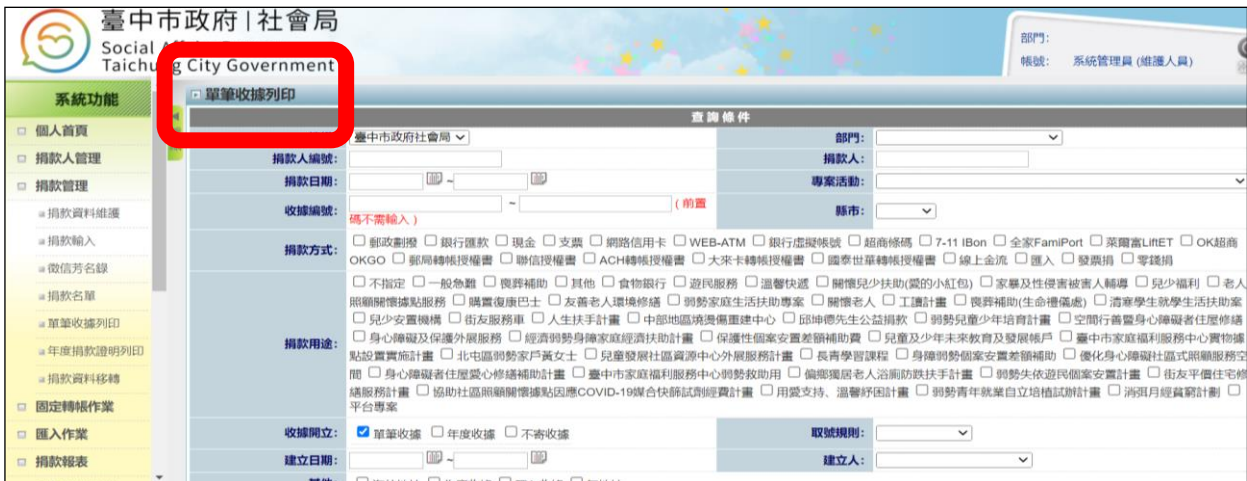 臺中市政府|社會局
Social Aff
Taichung City Government
部門:
帳號: 系統管理員 (維護人員)
系統功能
單筆收據列印
個人首頁
捐款人管理
捐款管理
捐款資料維護
捐款輸入
徵信芳名錄
捐款名單
單筆收據列印
年度捐款證明列印
捐款資料移轉
固定轉帳作業
匯入作業
捐款報表
查詢條件
臺中市政府社會局
部門:
捐款人編號:
捐款人:
捐款日期: ~
專案活動:
收據編號: ~ (前置
碼不需輸入)
縣市:
捐款方式: 郵政劃撥 銀行匯款 現金 支票 網路信用卡 WEB-ATM 銀行虛擬帳號 超商條碼 7-11 IBon 全家FamiPort 萊爾富LiftET OK超商
OKGO 郵局轉帳授權書 聯信授權書 ACH轉帳授權書 大來卡轉帳授權書 國泰世華轉帳授權書 線上金流 匯入 發票捐 零錢捐
捐款用途: 不指定 一般急難 喪葬補助 其他 食物銀行 遊民服務 溫馨快遞 關懷兒少扶助(愛的小紅包) 家暴及性侵害被害人輔導 兒少福利 老人
照顧關懷據點服務 購置復康巴士 友善老人環境修繕 弱勢家庭生活扶助專案 關懷老人 工讀計畫 喪葬補助(生命禮儀處) 清寒學生就學生活扶助案
兒少安置機構 街友服務車 人生扶手計畫 中部地區燒燙傷重建中心 邱坤德先生公益捐款 弱勢兒童少年培育計畫 空間行善暨身心障礙者住屋修繕
身心障礙及保護外展服務 經濟弱勢身障家庭經濟扶助計畫 保護性個案安置差額補助費 兒童及少年未來教育及發展帳戶 臺中市家庭福利服務中心實物據
點設置實施計畫 北屯區弱勢家戶黃女士 兒童發展社區資源中心外展服務計畫 長青學習課程 身障弱勢個案安置差額補助 優化身心障礙社區式照顧服務空
間 身心障礙者住屋愛心修繕補助計畫 臺中市家庭福利服務中心弱勢救助用 偏鄉獨居老人浴廁防跌扶手計畫 弱勢失依遊民個案安置計畫 街友平價住宅修
繕服務計畫 協助社區照顧關懷據點因應COVID-19媒合快篩試劑經費計畫 用愛支持、溫馨紓困計畫 弱勢青年就業自立培植試辦計畫 消弭月經貧窮計劃
平台專案
收據開立: 單筆收據 年度收據 不寄收據
取號規則:
建立日期: ~
建立人: